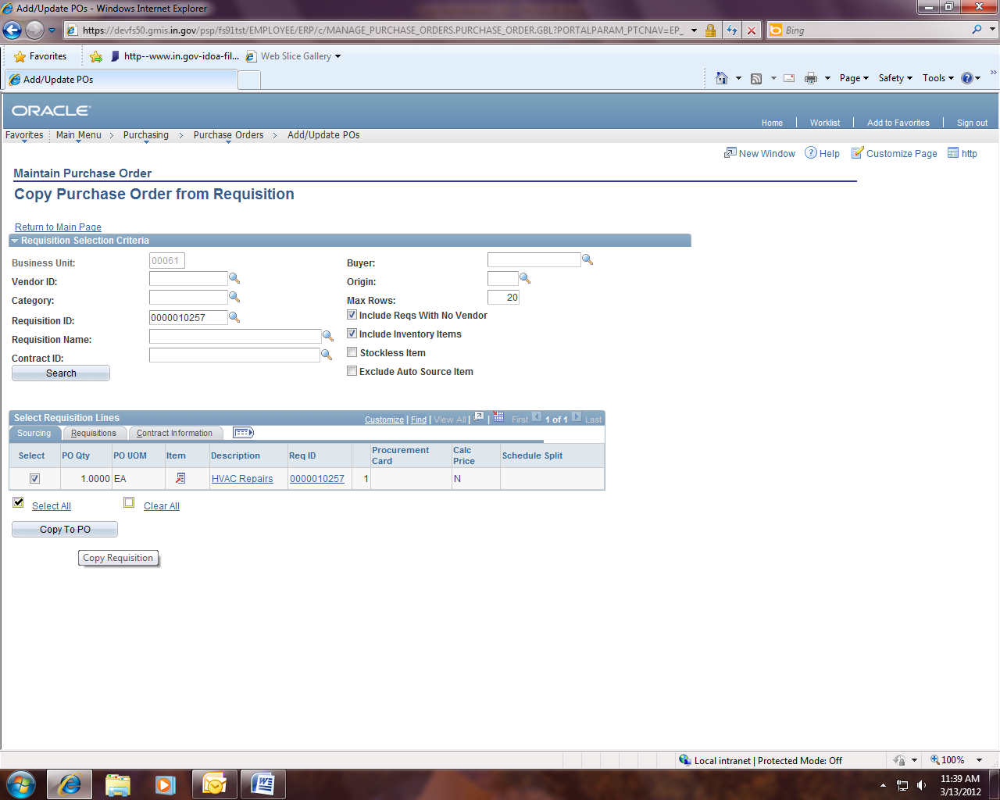 Add/Update POs - Windows Internet Explorer
https://devfs50.gmis.in.gov/psp/fs91tst/EMPLOYEE/ERP/c/MANAGE_PURCHASE_ORDERS.PURCHASE_ORDER.GBL?PORTALPARAM_PTCNAV=EP_ Bing
Favorites http--www.in.gov-idoa-fil... Web Slice Gallery
Add/Update POs Page Safety Tools
ORACLE
Home Worklist Add to Favorites Sign out
Favorites Main Menu > Purchasing > Purchase Orders > Add/Update POs
New Window Help Customize Page http
Maintain Purchase Order
Copy Purchase Order from Requisition
Return to Main Page
Requisition Selection Criteria
Business Unit: 00061 Buyer:
Vendor ID: Origin:
Category: Max Rows: 20
Requisition ID: 0000010257 Include Reqs With No Vendor
Requisition Name: Include Inventory Items
Contract ID: Stockless Item
Search Exclude Auto Source Item
Select Requisition Lines Customize | Find | View All | | First 1 of 1 Last
Sourcing Requisitions Contract Information
Select PO Qty PO UOM Item Description Req ID Procurement Card Calc Price Schedule Split
1.0000 EA HVAC Repairs 0000010257 1 N
Select All Clear All
Copy To PO
Copy Requisition
Local intranet | Protected Mode: Off 100%
11:39 AM
3/13/2012